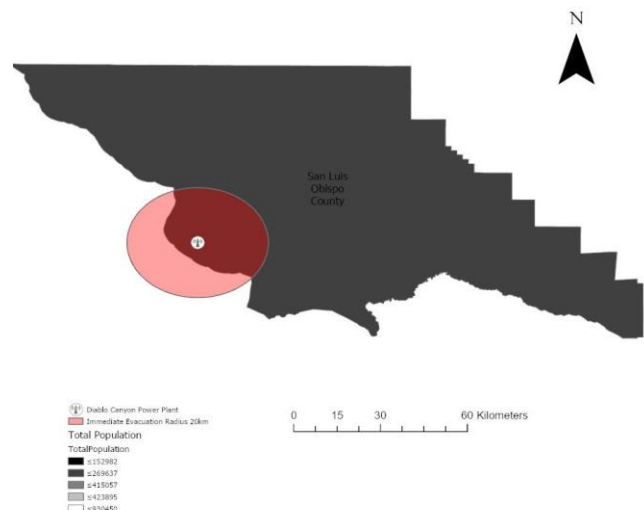 N
San Luis
Obispo
County
Diablo Canyon Power Plant
Immediate Evacuation Radius 20km
Total Population
TotalPopulation
≤152982
≤269637
≤415057
≤423895
≤930450
0 15 30 60 Kilometers